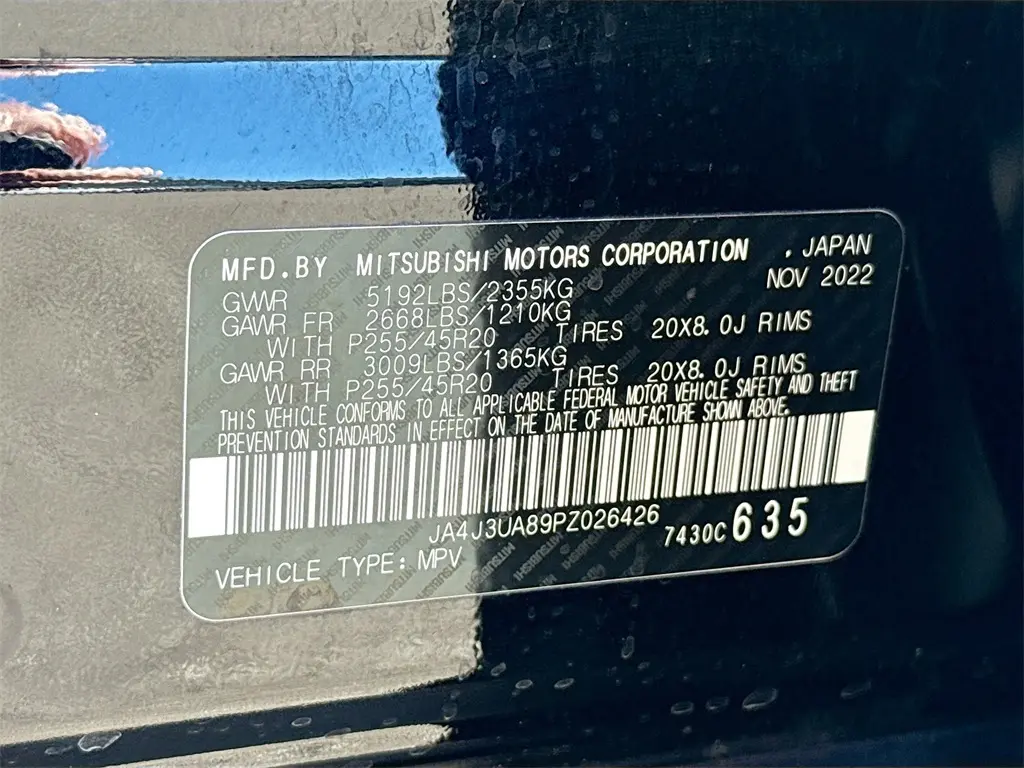 MFD.BY MITSUBISHI MOTORS CORPORATION . JAPAN
NOV 2022
GVWR 5192LBS/2355KG
GAWR FR 2668LBS/1210KG
WITH P255/45R20 TIRES 20X8.0J RIMS
GAWR RR 3009LBS/1365KG
WITH P255/45R20 TIRES 20X8.0J RIMS
THIS VEHICLE CONFORMS TO ALL APPLICABLE FEDERAL MOTOR VEHICLE SAFETY AND THEFT
PREVENTION STANDARDS IN EFFECT ON THE DATE OF MANUFACTURE SHOWN ABOVE.
JA4J3UA89PZ026426 7430C 635
VEHICLE TYPE: MPV